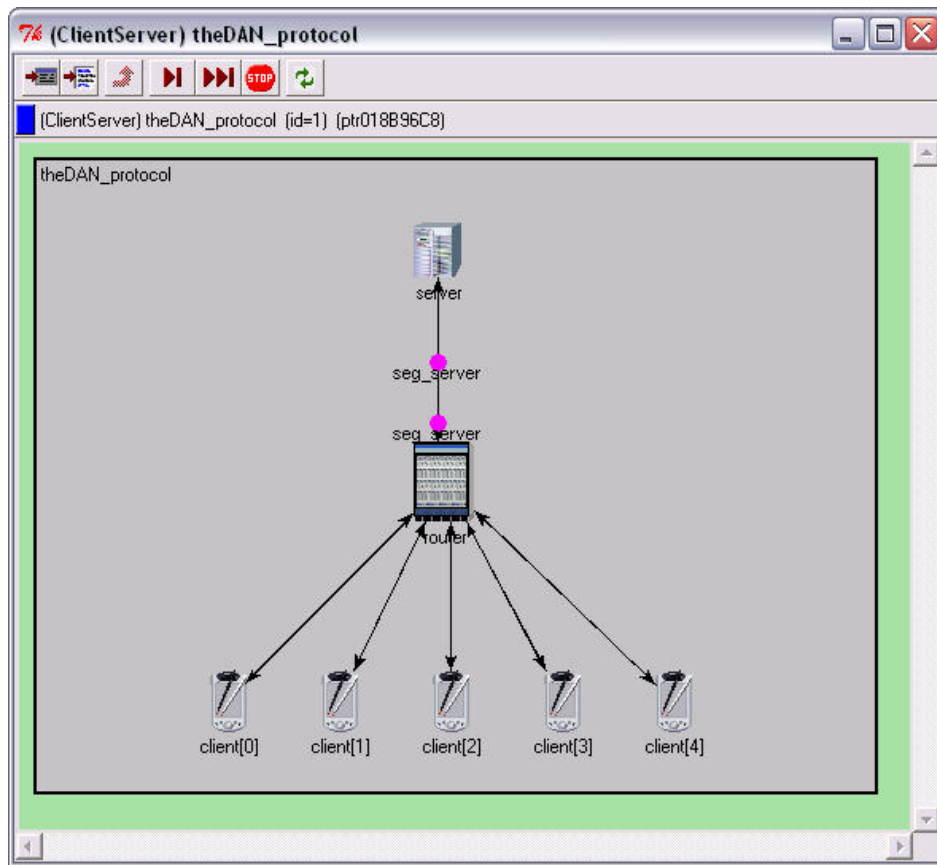 (ClientServer) theDAN_protocol
STOP
(ClientServer) theDAN_protocol (id=1) (ptr018B96C8)
theDAN_protocol
server
seg_server
seg_server
router
client[0] client[1] client[2] client[3] client[4]